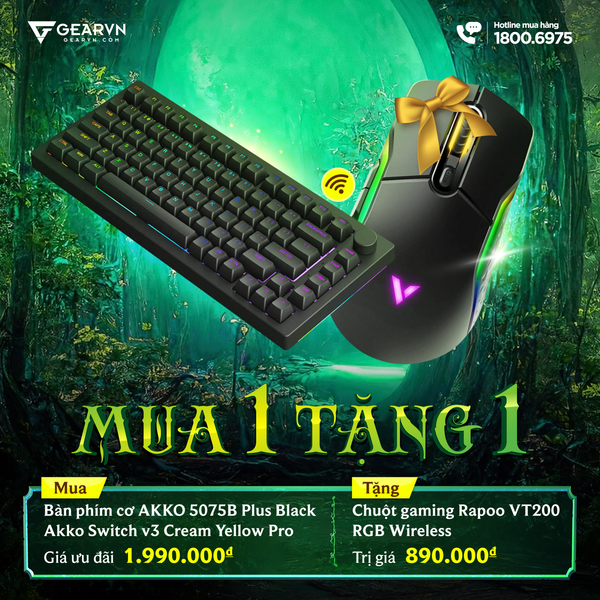 GEARVN
GEARVN.COM
Hotline mua hàng
1800.6975
MUA 1 TẶNG 1
Mua
Bàn phím cơ AKKO 5075B Plus Black
Akko Switch v3 Cream Yellow Pro
Giá ưu đãi 1.990.000đ
Tặng
Chuột gaming Rapoo VT200
RGB Wireless
Trị giá 890.000đ